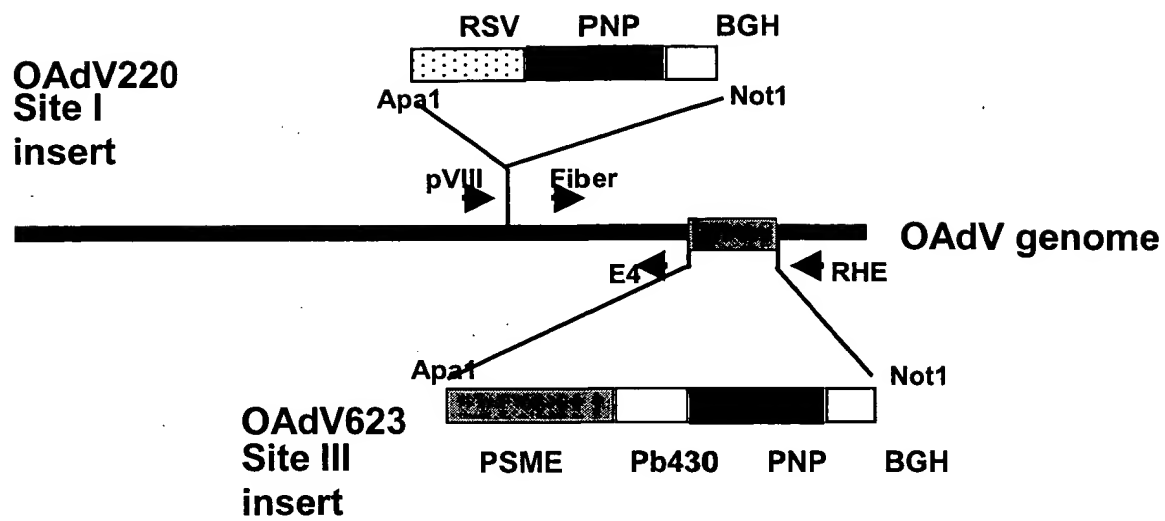 RSV PNP BGH
OAdV220
Site I
insert
Apa1 Not1
pVIII Fiber
OAdV genome
E4 RHE
Apa1 Not1
OAdV623
Site III
insert
PSME Pb430 PNP BGH